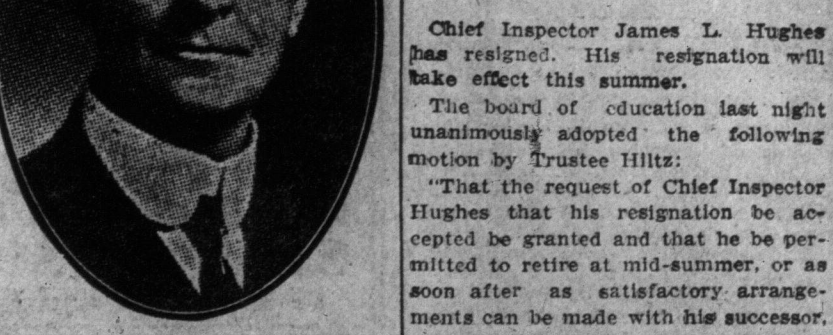 Chief Inspector James L. Hughes
has resigned. His resignation will
take effect this summer.
The board of education last night
unanimously adopted the following
motion by Trustee Hiltz:
"That the request of Chief Inspector
Hughes that his resignation be ac-
cepted be granted and that he be per-
mitted to retire at mid-summer, or as
soon after as satisfactory arrange-
ments can be made with his successor.